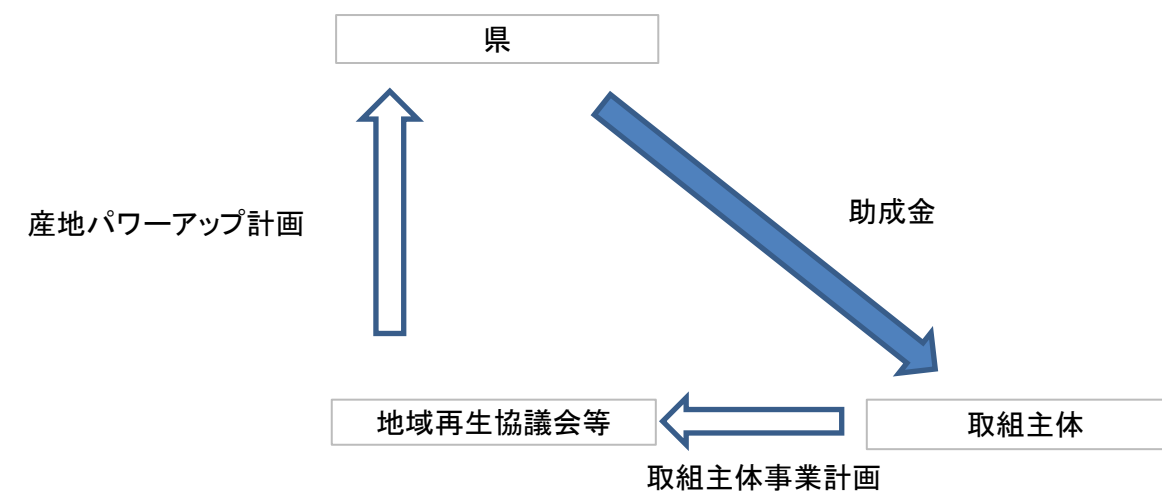 県
産地パワーアップ計画
助成金
地域再生協議会等
取組主体
取組主体事業計画